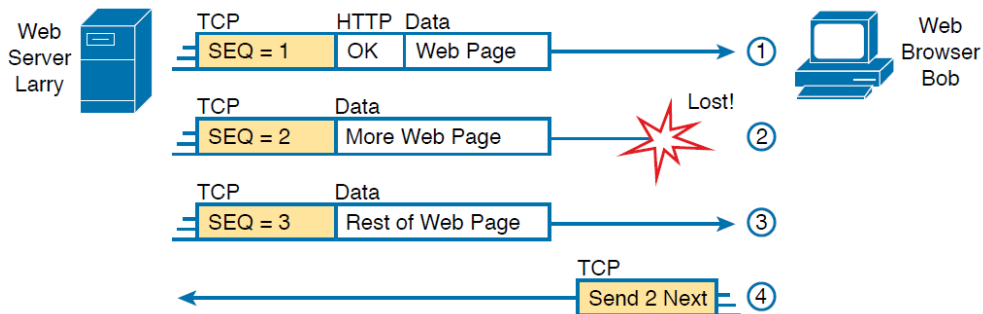 Web
Server
Larry
TCP HTTP Data
SEQ = 1 OK Web Page
1
Web
Browser
Bob
TCP Data
SEQ = 2 More Web Page
Lost!
2
TCP Data
SEQ = 3 Rest of Web Page
3
TCP
Send 2 Next
4